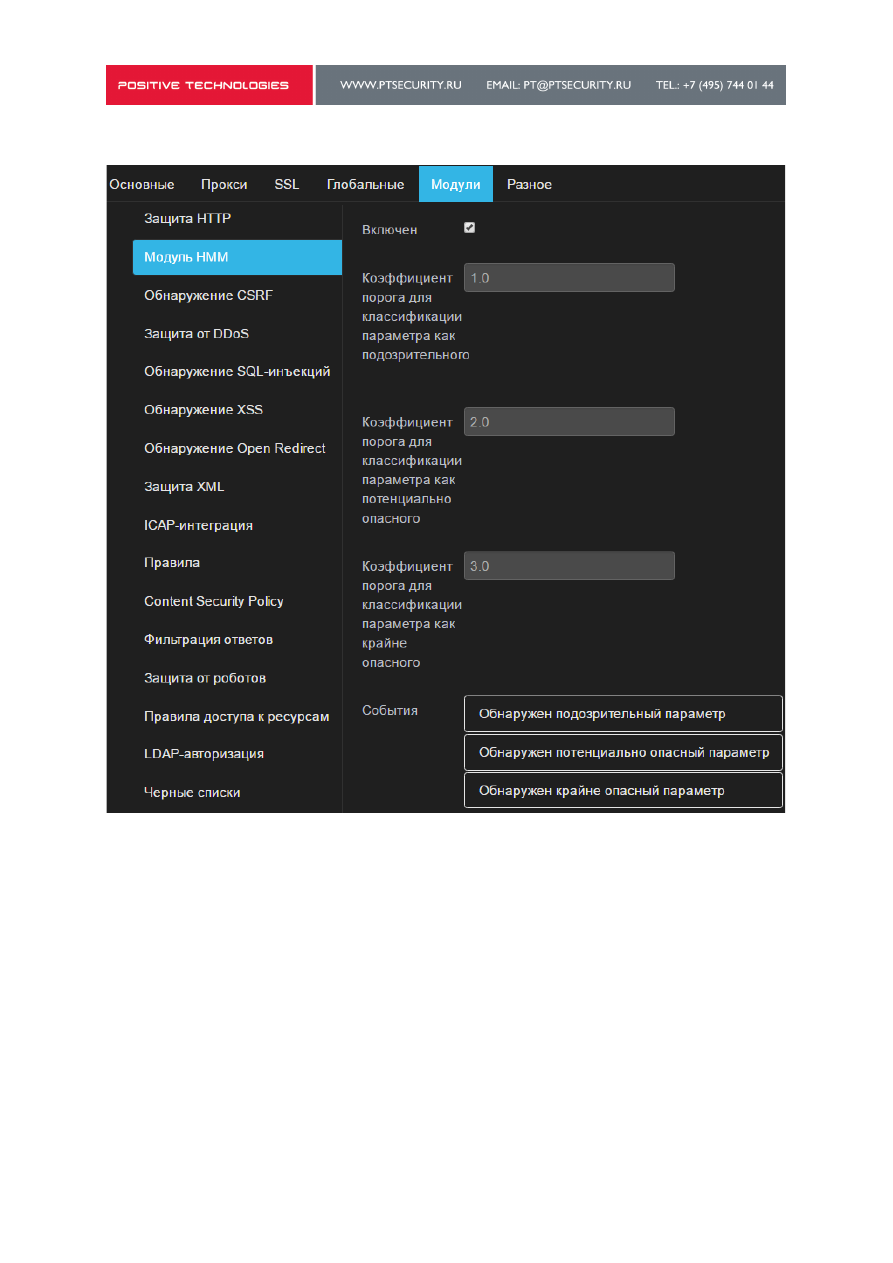 POSITIVE TECHNOLOGIES WWW.PTSECURITY.RU EMAIL: PT@PTSECURITY.RU TEL.: +7 (495) 744 01 44
Основные Прокси SSL Глобальные Модули Разное
Защита HTTP
Модуль HMM
Обнаружение CSRF
Защита от DDoS
Обнаружение SQL-инъекций
Обнаружение XSS
Обнаружение Open Redirect
Защита XML
ICAP-интеграция
Правила
Content Security Policy
Фильтрация ответов
Защита от роботов
Правила доступа к ресурсам
LDAP-авторизация
Черные списки
Включен
Коэффициент 1.0
порога для
классификации
параметра как
подозрительного
Коэффициент 2.0
порога для
классификации
параметра как
потенциально
опасного
Коэффициент 3.0
порога для
классификации
параметра как
крайне
опасного
События
Обнаружен подозрительный параметр
Обнаружен потенциально опасный параметр
Обнаружен крайне опасный параметр